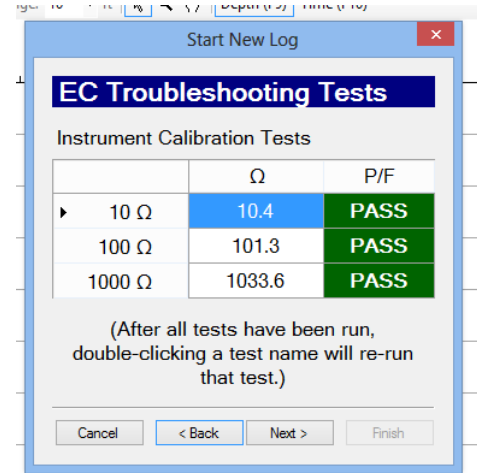 Depth (F9)
Start New Log
EC Troubleshooting Tests
Instrument Calibration Tests
Ω P/F
10 Ω 10.4 PASS
100 Ω 101.3 PASS
1000 Ω 1033.6 PASS
(After all tests have been run,
double-clicking a test name will re-run
that test.)
Cancel < Back Next > Finish